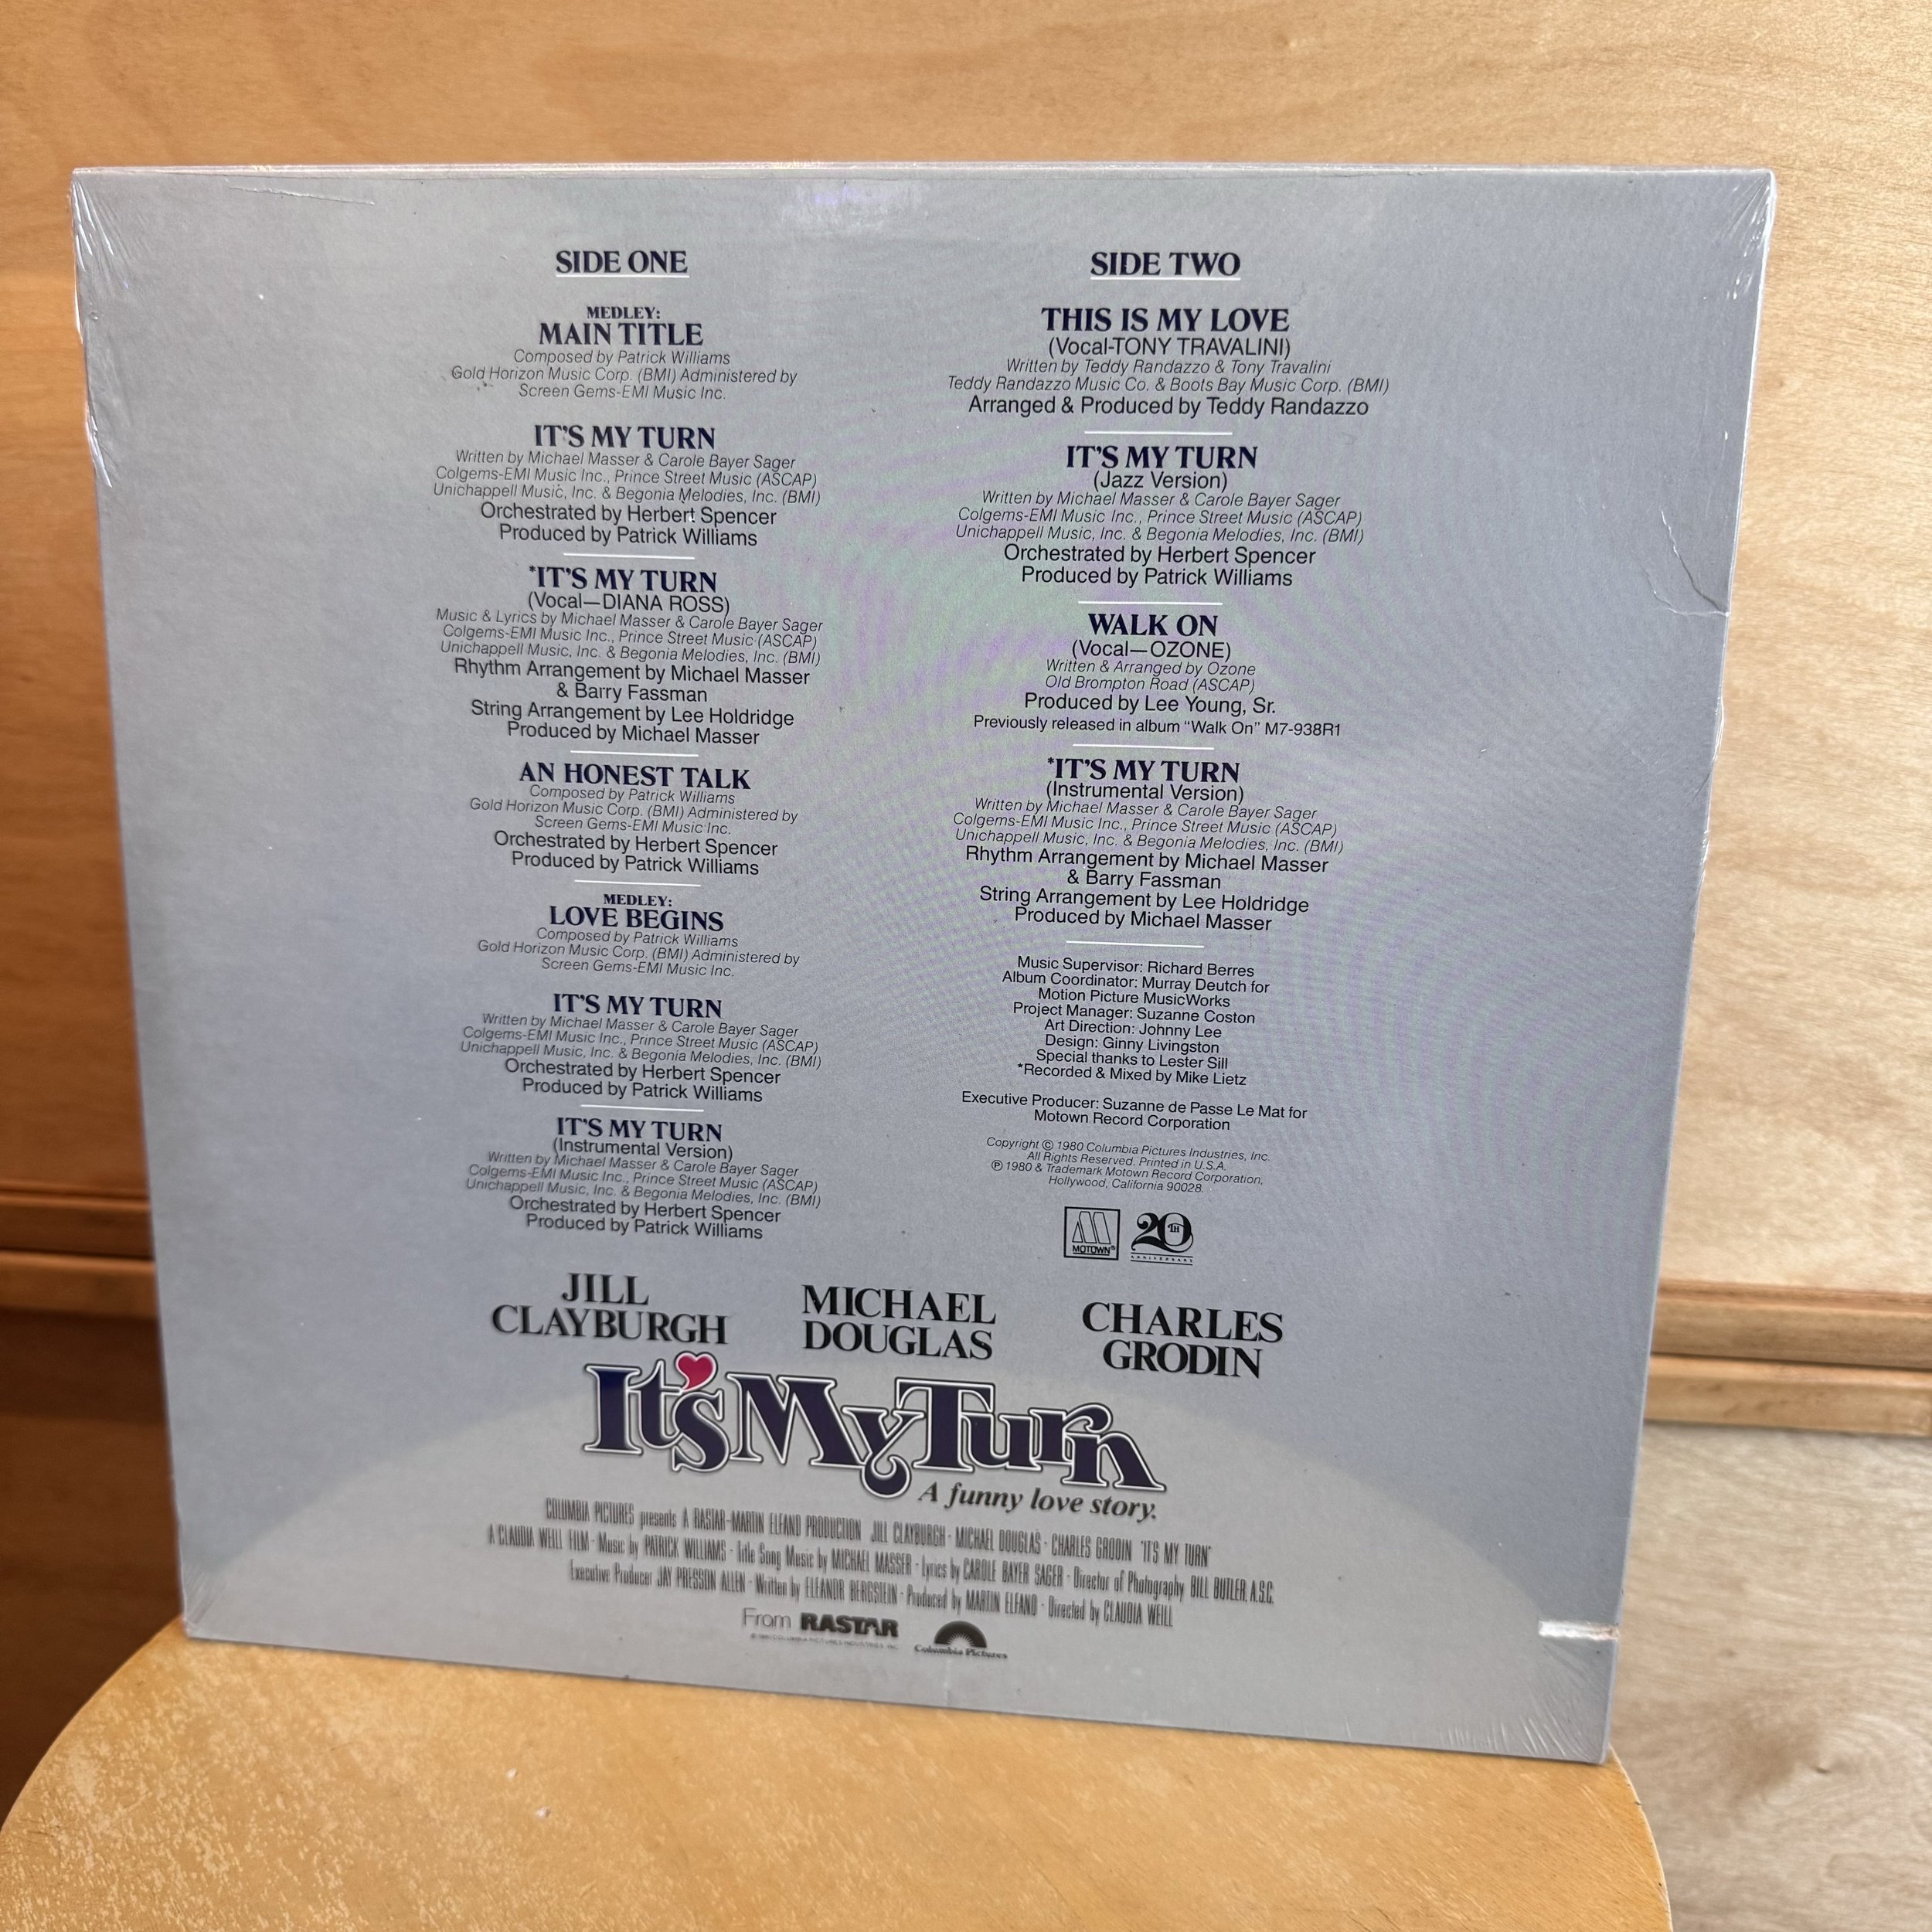 SIDE ONE
MEDLEY:
MAIN TITLE
Composed by Patrick Williams
Gold Horizon Music Corp. (BMI) Administered by
Screen Gems-EMI Music Inc.
IT'S MY TURN
Written by Michael Masser & Carole Bayer Sager
Colgems-EMI Music Inc., Prince Street Music (ASCAP)
Unichappell Music, Inc. & Begonia Melodies, Inc. (BMI)
Orchestrated by Herbert Spencer
Produced by Patrick Williams
*IT'S MY TURN
(Vocal—DIANA ROSS)
Music & Lyrics by Michael Masser & Carole Bayer Sager
Colgems-EMI Music Inc., Prince Street Music (ASCAP)
Unichappell Music, Inc. & Begonia Melodies, Inc. (BMI)
Rhythm Arrangement by Michael Masser
& Barry Fassman
String Arrangement by Lee Holdridge
Produced by Michael Masser
AN HONEST TALK
Composed by Patrick Williams
Gold Horizon Music Corp. (BMI) Administered by
Screen Gems-EMI Music Inc.
Orchestrated by Herbert Spencer
Produced by Patrick Williams
MEDLEY:
LOVE BEGINS
Composed by Patrick Williams
Gold Horizon Music Corp. (BMI) Administered by
Screen Gems-EMI Music Inc.
IT'S MY TURN
Written by Michael Masser & Carole Bayer Sager
Colgems-EMI Music Inc., Prince Street Music (ASCAP)
Unichappell Music, Inc. & Begonia Melodies, Inc. (BMI)
Orchestrated by Herbert Spencer
Produced by Patrick Williams
IT'S MY TURN
(Instrumental Version)
Written by Michael Masser & Carole Bayer Sager
Colgems-EMI Music Inc., Prince Street Music (ASCAP)
Unichappell Music, Inc. & Begonia Melodies, Inc. (BMI)
Orchestrated by Herbert Spencer
Produced by Patrick Williams
SIDE TWO
THIS IS MY LOVE
(Vocal-TONY TRAVALINI)
Written by Teddy Randazzo & Tony Travalini
Teddy Randazzo Music Co. & Boots Bay Music Corp. (BMI)
Arranged & Produced by Teddy Randazzo
IT'S MY TURN
(Jazz Version)
Written by Michael Masser & Carole Bayer Sager
Colgems-EMI Music Inc., Prince Street Music (ASCAP)
Unichappell Music, Inc. & Begonia Melodies, Inc. (BMI)
Orchestrated by Herbert Spencer
Produced by Patrick Williams
WALK ON
(Vocal—OZONE)
Written & Arranged by Ozone
Old Brompton Road (ASCAP)
Produced by Lee Young, Sr.
Previously released in album "Walk On" M7-938R1
*IT'S MY TURN
(Instrumental Version)
Written by Michael Masser & Carole Bayer Sager
Colgems-EMI Music Inc., Prince Street Music (ASCAP)
Unichappell Music, Inc. & Begonia Melodies, Inc. (BMI)
Rhythm Arrangement by Michael Masser
& Barry Fassman
String Arrangement by Lee Holdridge
Produced by Michael Masser
Music Supervisor: Richard Berres
Album Coordinator: Murray Deutch for
Motion Picture MusicWorks
Project Manager: Suzanne Coston
Art Direction: Johnny Lee
Design: Ginny Livingston
Special thanks to Lester Sill
*Recorded & Mixed by Mike Lietz
Executive Producer: Suzanne de Passe Le Mat for
Motown Record Corporation
Copyright © 1980 Columbia Pictures Industries, Inc.
All Rights Reserved. Printed in U.S.A.
℗ 1980 & Trademark Motown Record Corporation,
Hollywood, California 90028.
MOTOWN®
20TH
ANNIVERSARY
JILL
CLAYBURGH
MICHAEL
DOUGLAS
CHARLES
GRODIN
It's My Turn
A funny love story.
COLUMBIA PICTURES presents A RASTAR-MARTIN ELFAND PRODUCTION JILL CLAYBURGH · MICHAEL DOUGLAS · CHARLES GRODIN "IT'S MY TURN"
A CLAUDIA WEILL FILM · Music by PATRICK WILLIAMS · Title Song Music by MICHAEL MASSER · Lyrics by CAROLE BAYER SAGER · Director of Photography BILL BUTLER, A.S.C.
Executive Producer JAY PRESSON ALLEN · Written by ELEANOR BERGSTEIN · Produced by MARTIN ELFAND · Directed by CLAUDIA WEILL
From RASTAR
Columbia Pictures